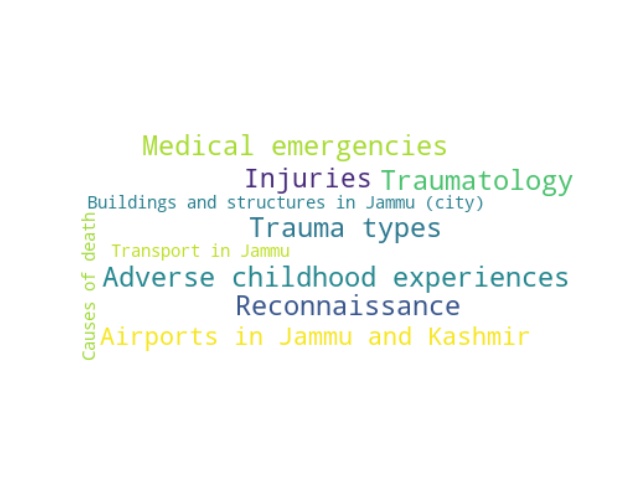 Medical emergencies
Injuries
Traumatology
Buildings and structures in Jammu (city)
Trauma types
Transport in Jammu
Adverse childhood experiences
Reconnaissance
Airports in Jammu and Kashmir
Causes of death